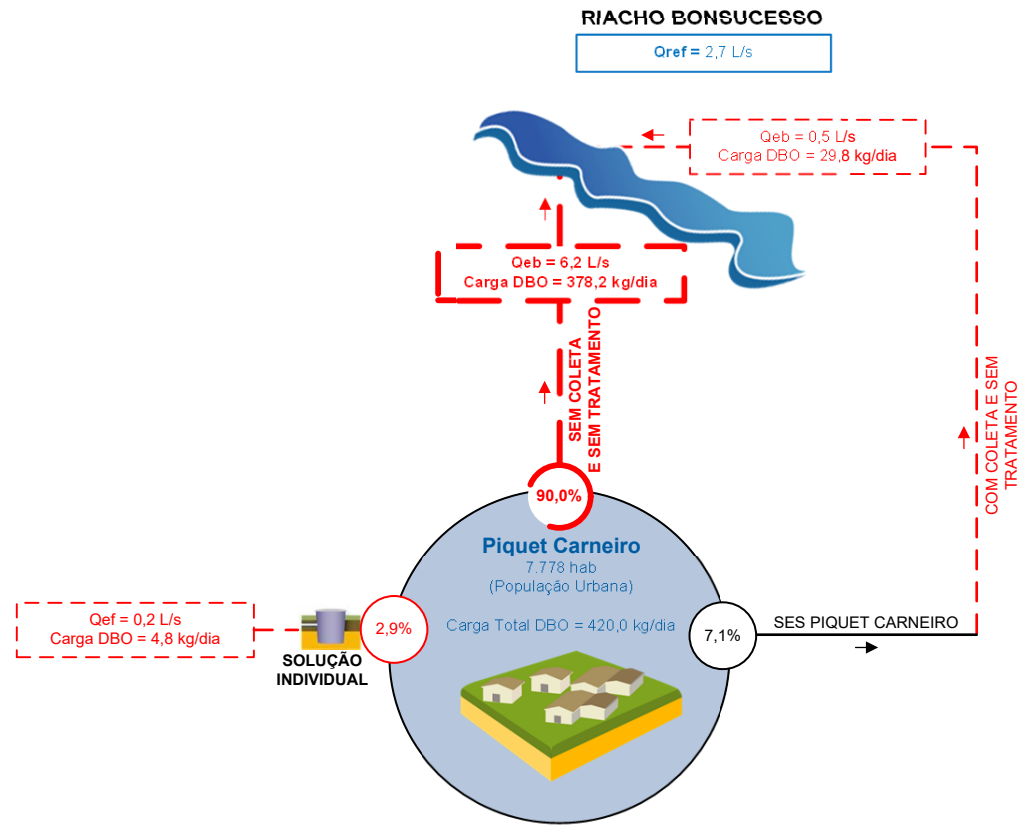 RIACHO BONSUCESSO
Qref = 2,7 L/s
Qeb = 0,5 L/s
Carga DBO = 29,8 kg/dia
Qeb = 6,2 L/s
Carga DBO = 378,2 kg/dia
SEM COLETA
E SEM TRATAMENTO
COM COLETA E SEM
TRATAMENTO
90,0%
Piquet Carneiro
7.778 hab
(População Urbana)
Carga Total DBO = 420,0 kg/dia
Qef = 0,2 L/s
Carga DBO = 4,8 kg/dia
2,9%
SOLUÇÃO
INDIVIDUAL
7,1%
SES PIQUET CARNEIRO